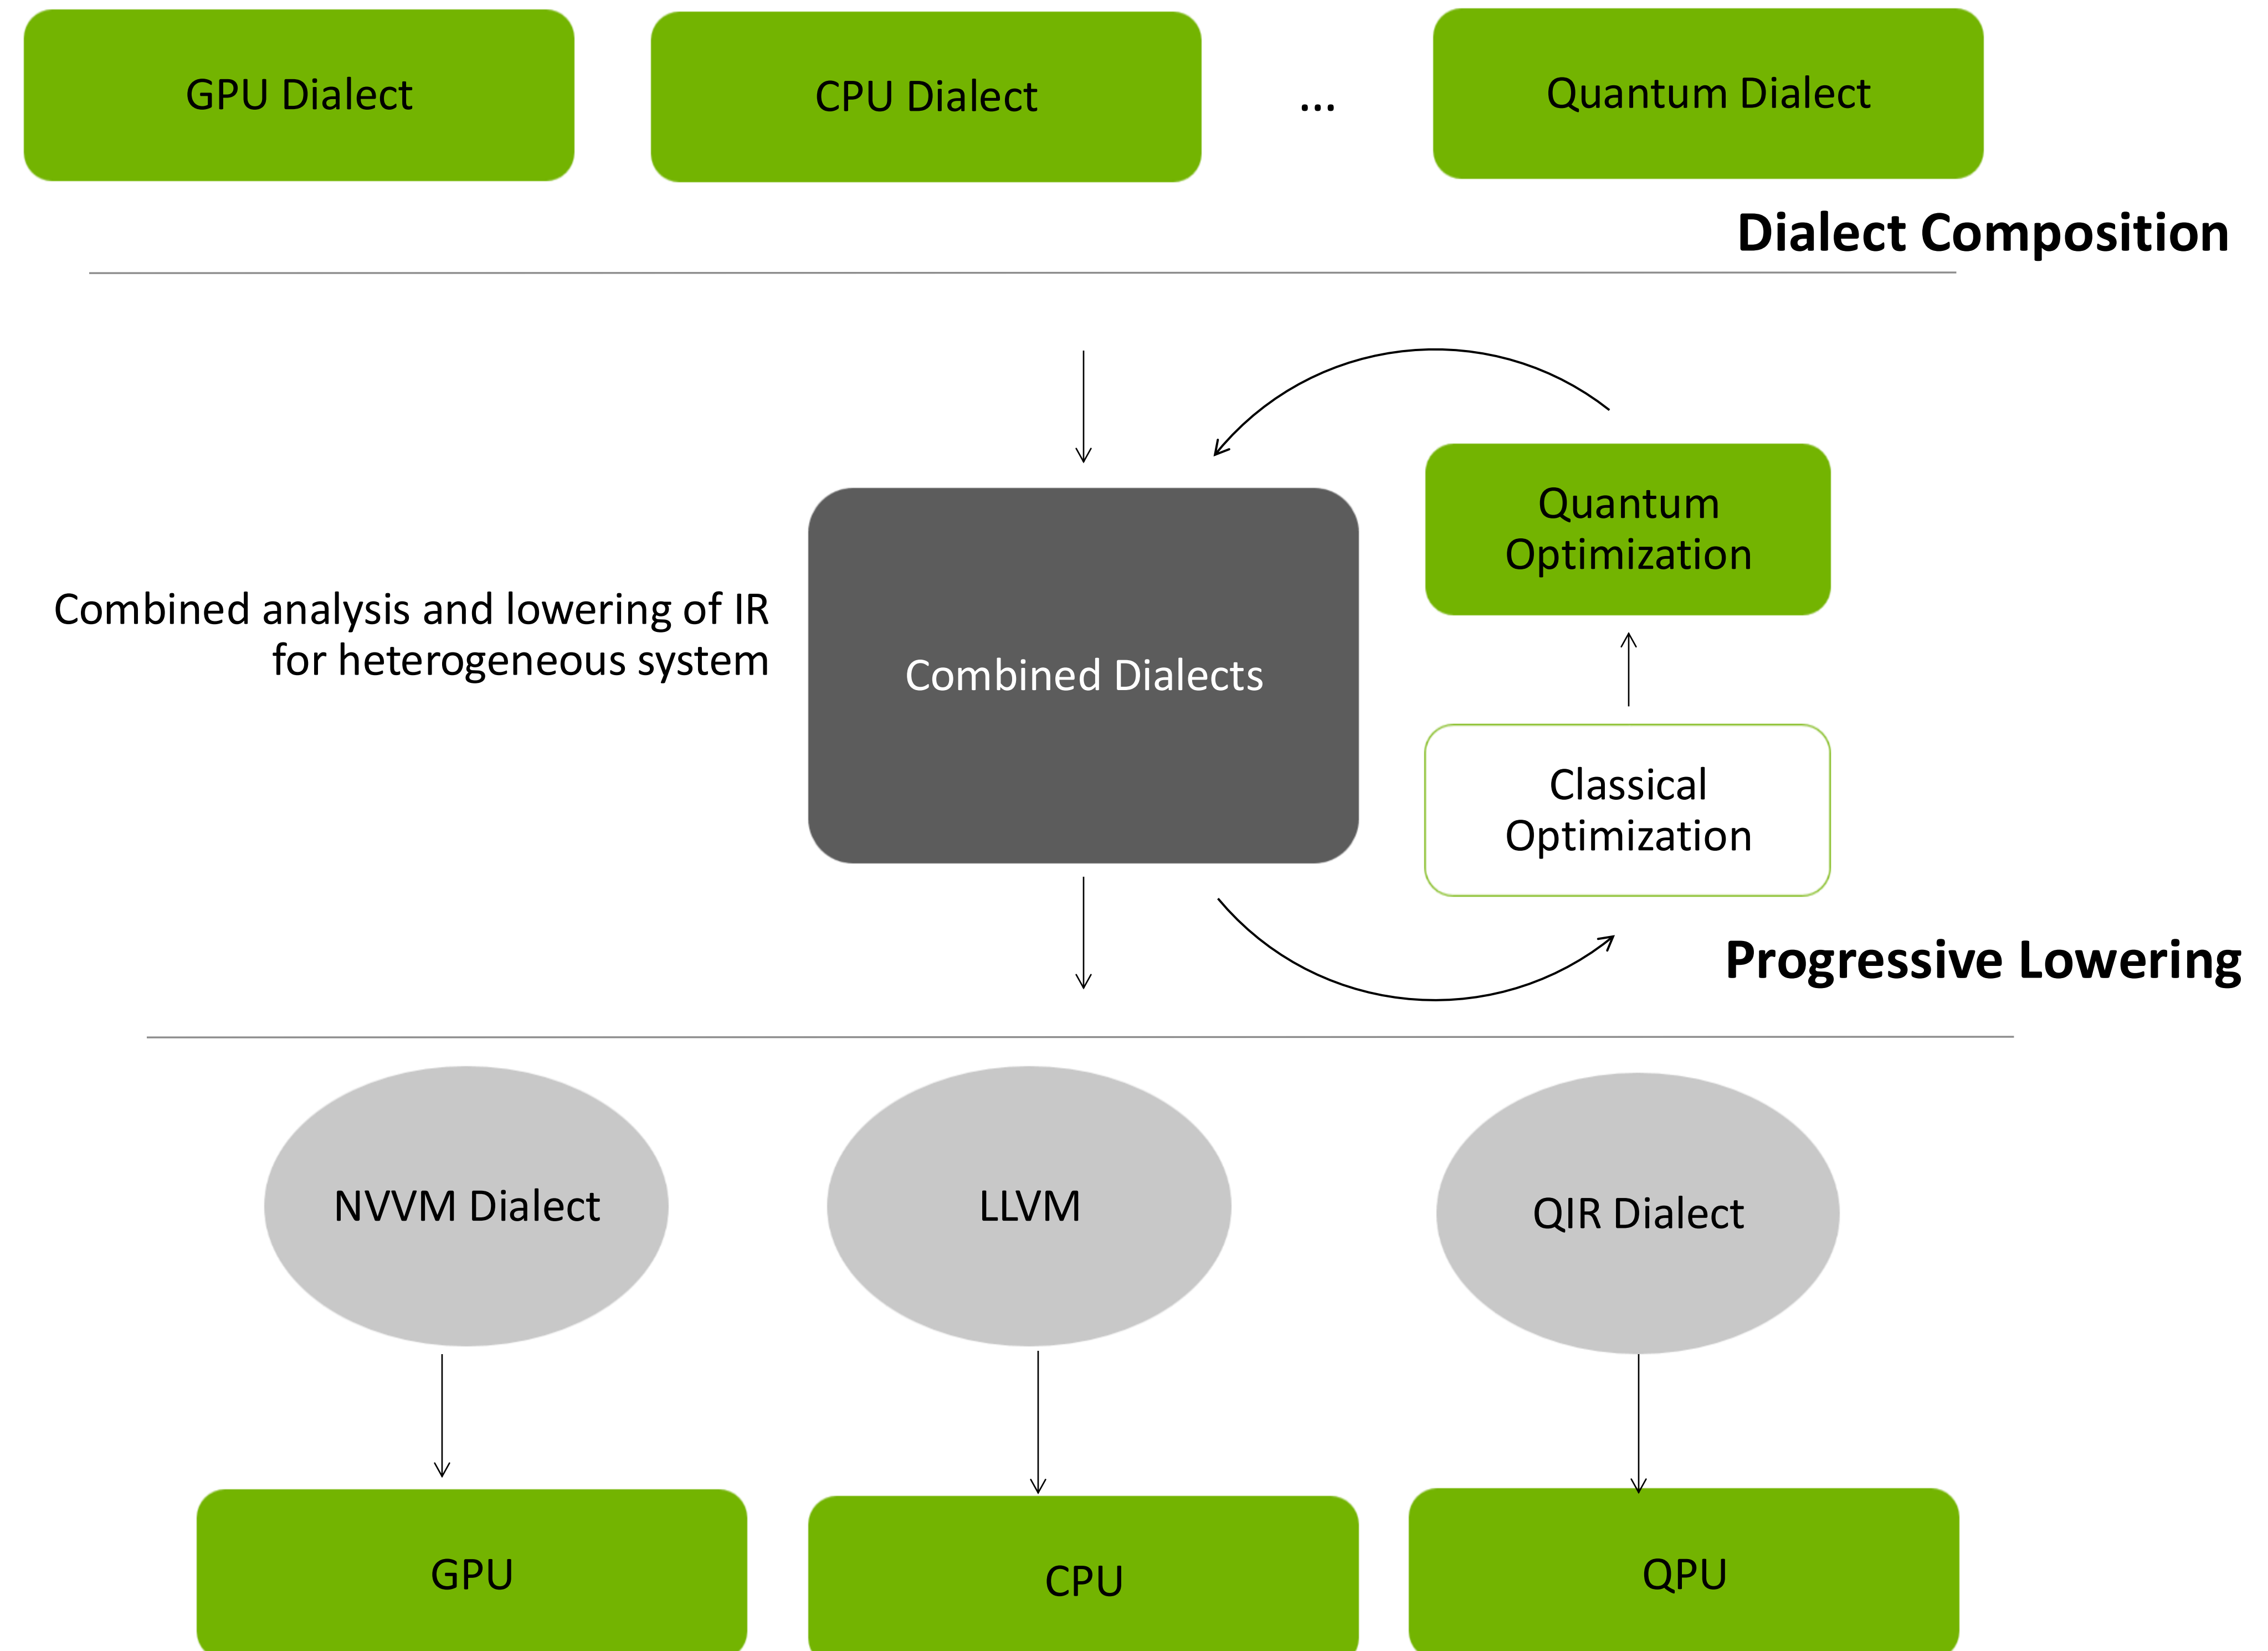 GPU Dialect
CPU Dialect
...
Quantum Dialect
Dialect Composition
Quantum
Optimization
Combined analysis and lowering of IR
for heterogeneous system
Combined Dialects
Classical
Optimization
Progressive Lowering
NVVM Dialect
LLVM
QIR Dialect
GPU
CPU
QPU